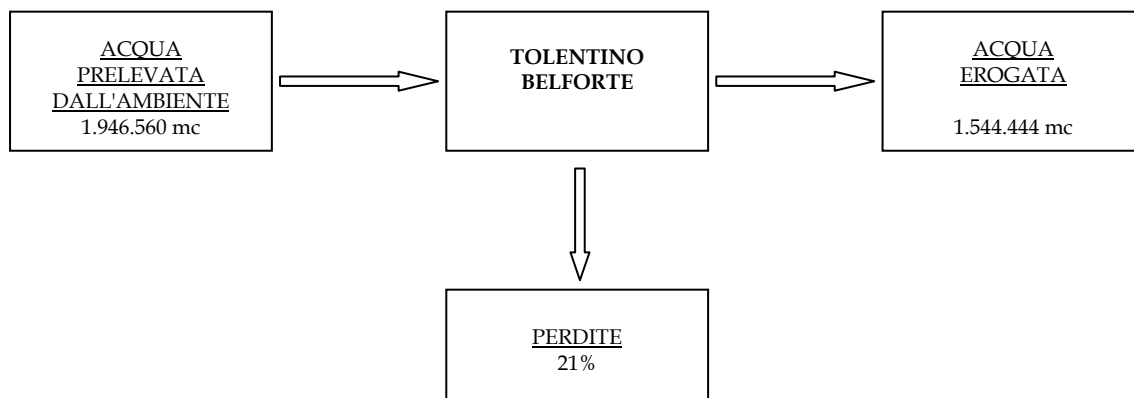 ACQUA
PRELEVATA
DALL'AMBIENTE
1.946.560 mc
TOLENTINO
BELFORTE
ACQUA
EROGATA
1.544.444 mc
PERDITE
21%